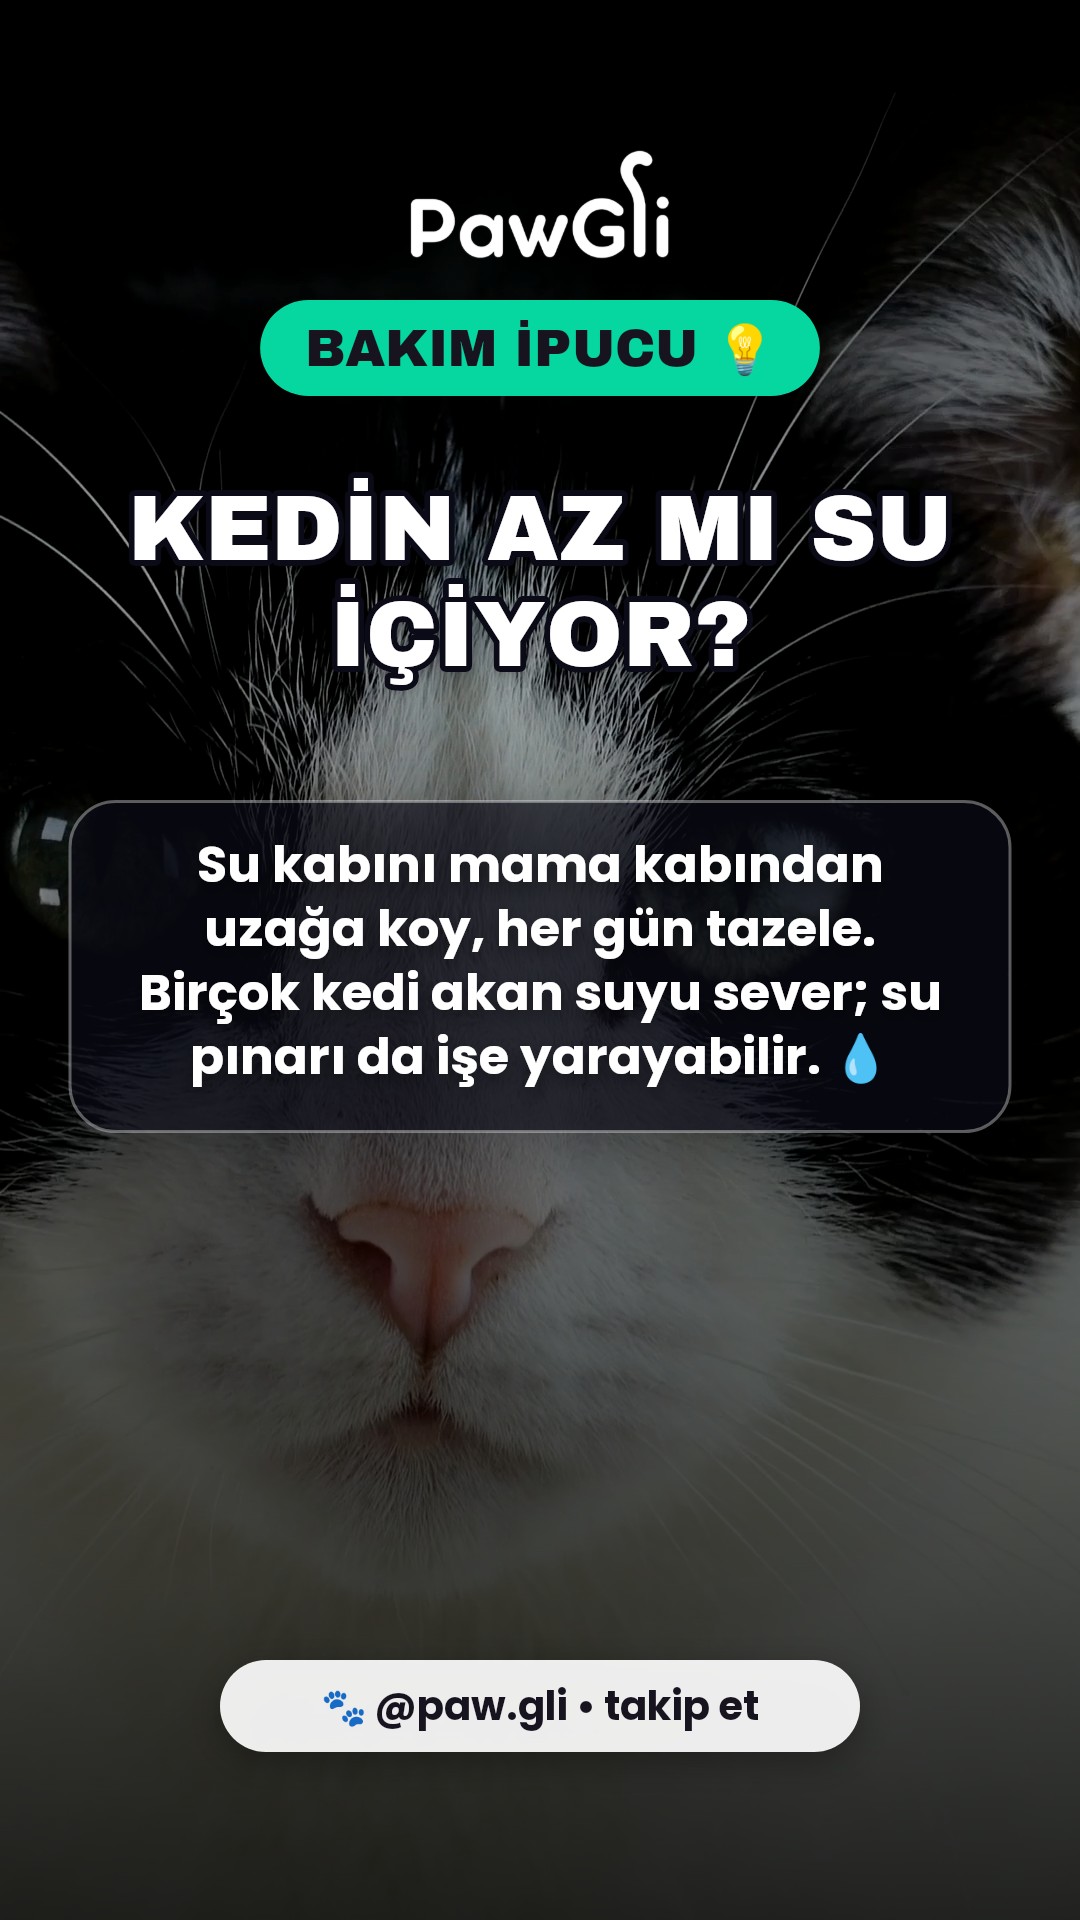 PawGli
BAKIM İPUCU 💡
KEDİN AZ MI SU
İÇİYOR?
Su kabını mama kabından
uzağa koy, her gün tazele.
Birçok kedi akan suyu sever; su
pınarı da işe yarayabilir. 💧
🐾 @paw.gli • takip et